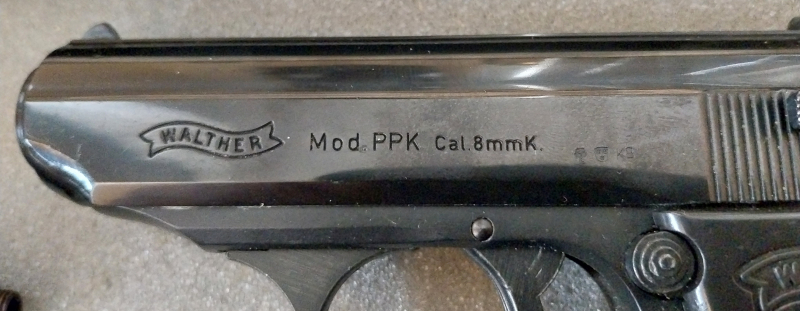 WALTHER
Mod. PPK Cal.8mmK.